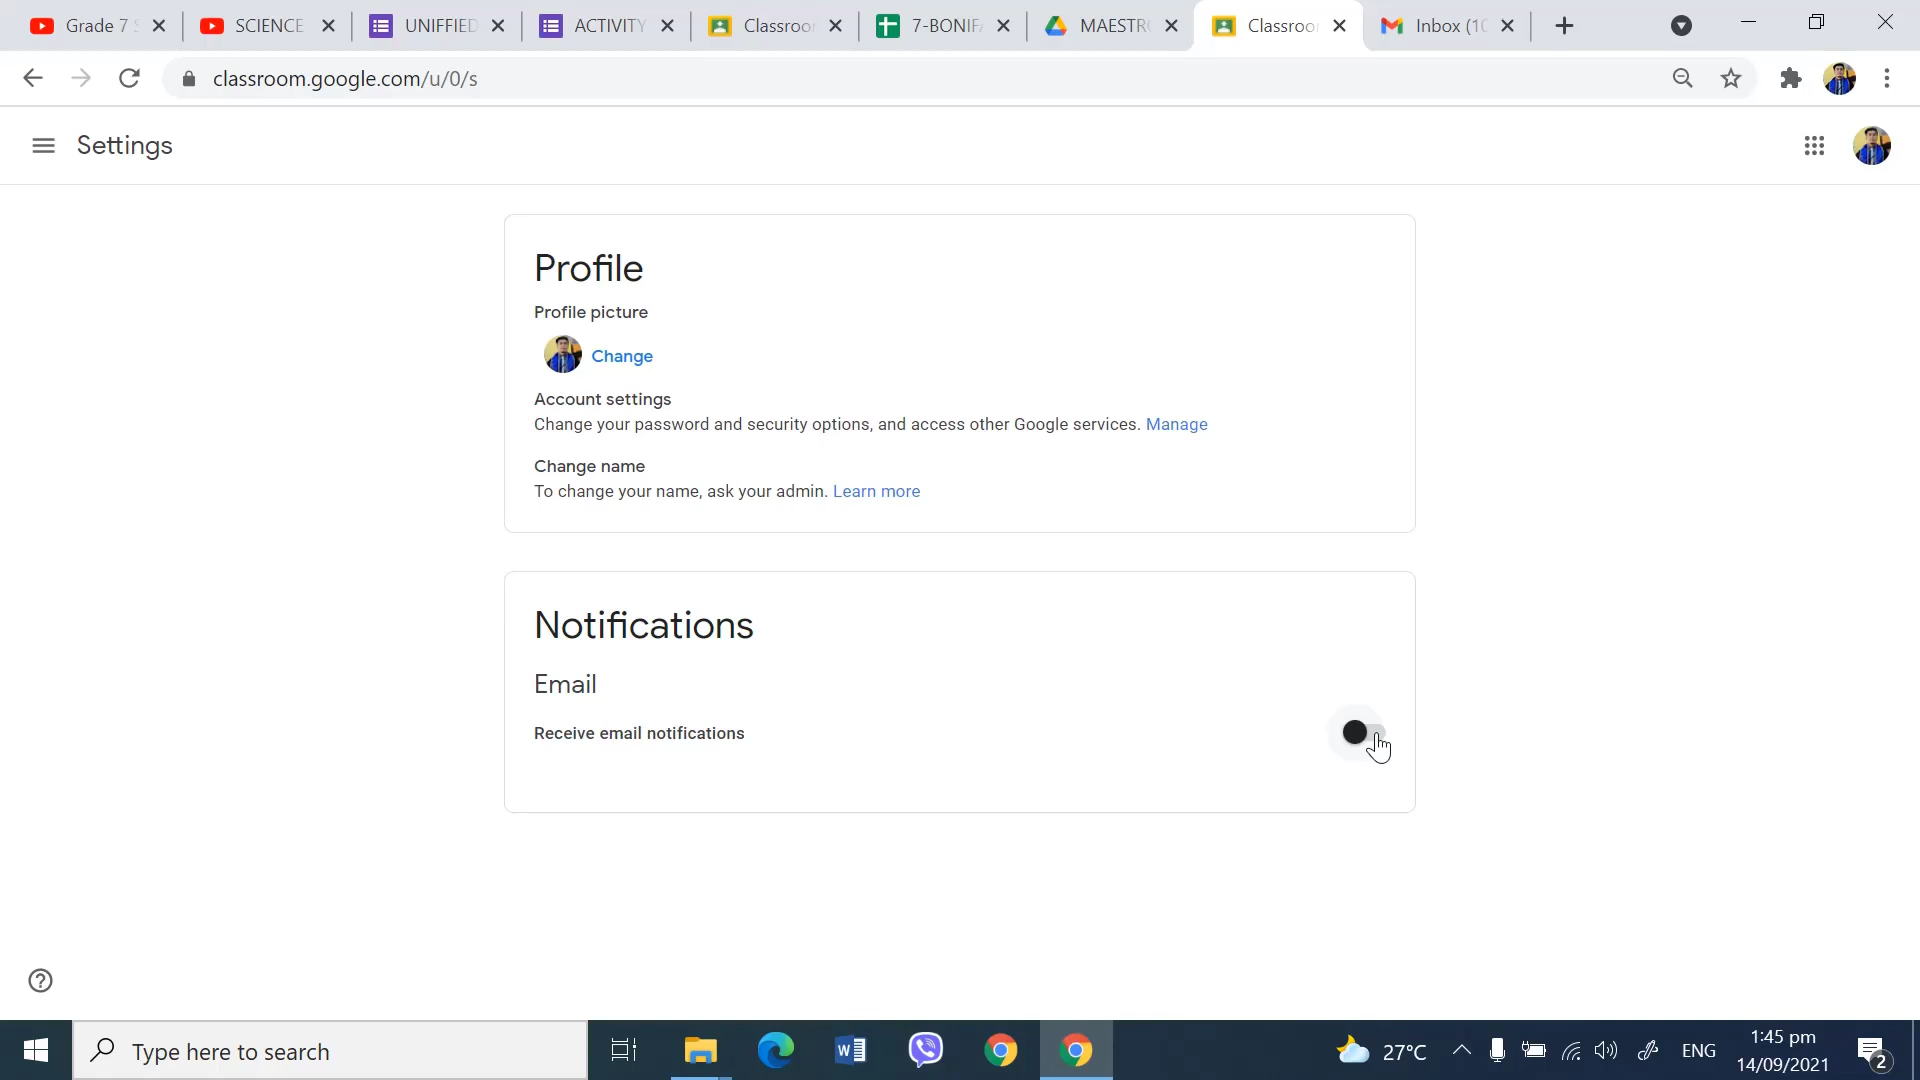 Grade 7 S
SCIENCE
UNIFFIED
ACTIVITY
Classroo
7-BONIFA
MAESTRO
Classroo
Inbox (10
classroom.google.com/u/0/s
Settings
Profile
Profile picture
Change
Account settings
Change your password and security options, and access other Google services. Manage
Change name
To change your name, ask your admin. Learn more
Notifications
Email
Receive email notifications
Type here to search
27°C
ENG
1:45 pm
14/09/2021
2